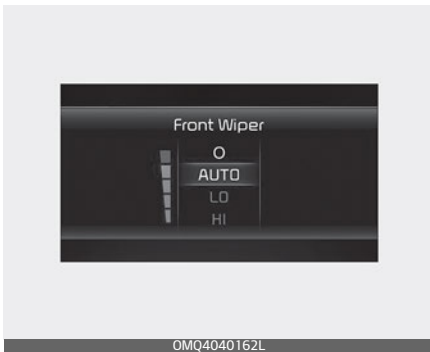 Front Wiper
O
AUTO
LO
HI
OMQ4040162L